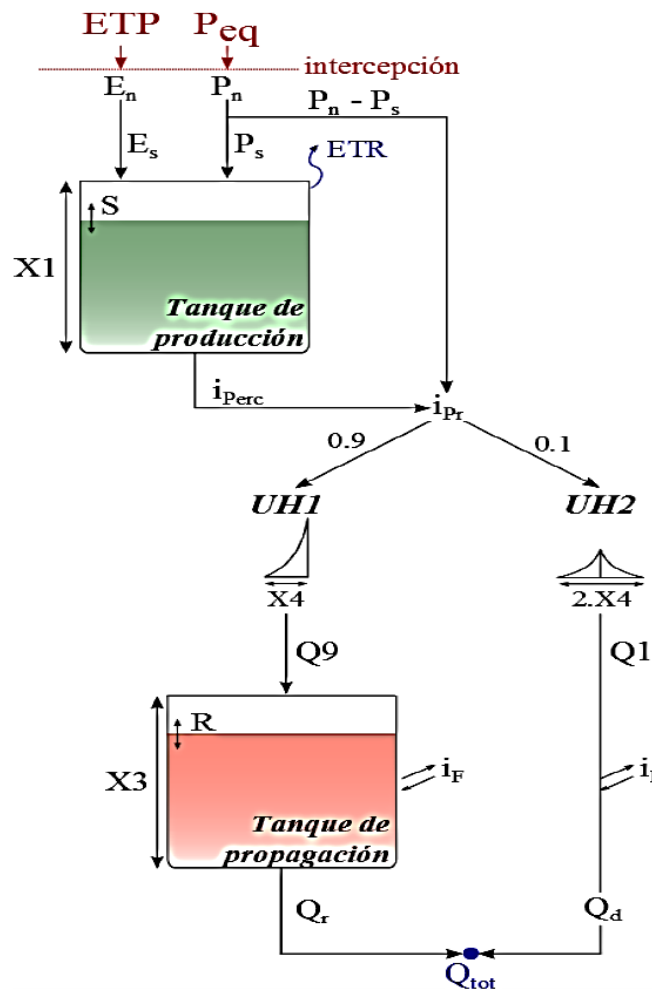 ETP Peq
intercepción
En Pn Pn - Ps
Es Ps ETR
S
X1
Tanque de
producción
iPerc iPr
0.9 0.1
UH1 UH2
X4 2.X4
Q9 Q1
R
X3 iF
Tanque de
propagación
Qr Qd
Qtot